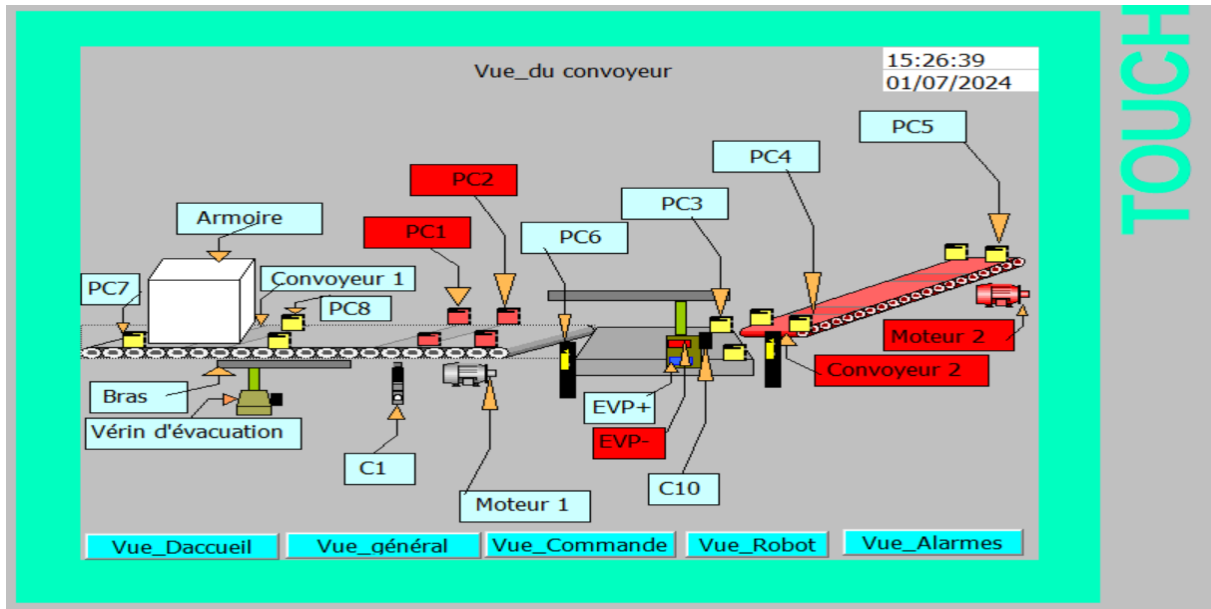 Vue_du convoyeur
15:26:39
01/07/2024
TOUCH
PC5
PC4
PC2
PC3
Armoire
PC1
PC6
Convoyeur 1
PC7
PC8
Moteur 2
Convoyeur 2
Bras
EVP+
Vérin d'évacuation
EVP-
C1
C10
Moteur 1
Vue_Daccueil
Vue_général
Vue_Commande
Vue_Robot
Vue_Alarmes